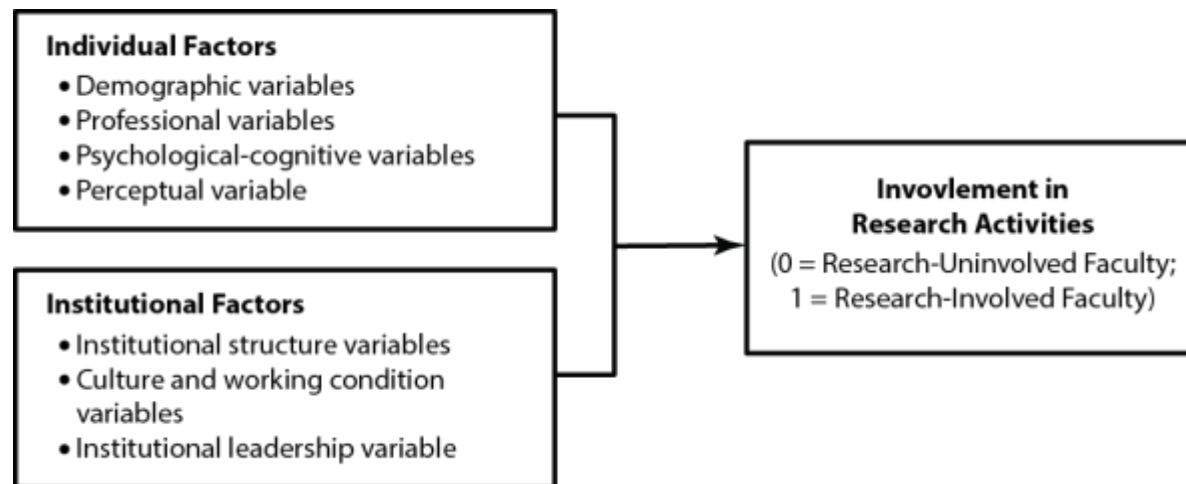 Individual Factors
• Demographic variables
• Professional variables
• Psychological-cognitive variables
• Perceptual variable
Institutional Factors
• Institutional structure variables
• Culture and working condition
variables
• Institutional leadership variable
Invovlement in
Research Activities
(0 = Research-Uninvolved Faculty;
1 = Research-Involved Faculty)